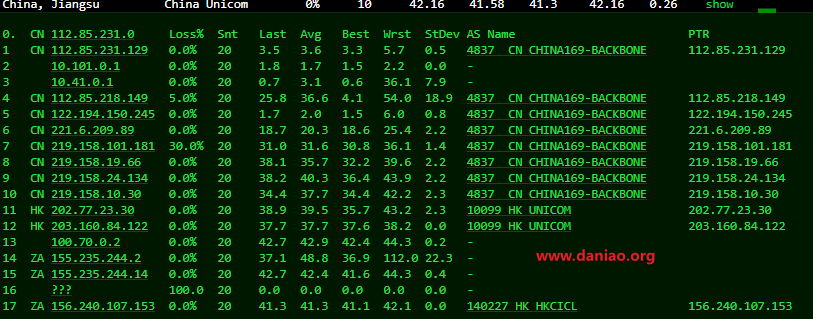 China, Jiangsu China Unicom 0% 10 42.16 41.58 41.3 42.16 0.26 show
0. CN 112.85.231.0 Loss% Snt Last Avg Best Wrst StDev AS Name PTR
1 CN 112.85.231.129 0.0% 20 3.5 3.6 3.3 5.7 0.5 4837 CN CHINA169-BACKBONE 112.85.231.129
2 10.101.0.1 0.0% 20 1.8 1.7 1.5 2.2 0.0 -
3 10.41.0.1 0.0% 20 0.7 3.1 0.6 36.1 7.9 -
4 CN 112.85.218.149 5.0% 20 25.8 36.6 4.1 54.0 18.9 4837 CN CHINA169-BACKBONE 112.85.218.149
5 CN 122.194.150.245 0.0% 20 1.7 2.0 1.5 6.0 0.8 4837 CN CHINA169-BACKBONE 122.194.150.245
6 CN 221.6.209.89 0.0% 20 18.7 20.3 18.6 25.4 2.2 4837 CN CHINA169-BACKBONE 221.6.209.89
7 CN 219.158.101.181 30.0% 20 31.0 31.6 30.8 36.1 1.4 4837 CN CHINA169-BACKBONE 219.158.101.181
8 CN 219.158.19.66 0.0% 20 38.1 35.7 32.2 39.6 2.2 4837 CN CHINA169-BACKBONE 219.158.19.66
9 CN 219.158.24.134 0.0% 20 38.2 40.3 36.4 43.9 2.2 4837 CN CHINA169-BACKBONE 219.158.24.134
10 CN 219.158.10.30 0.0% 20 34.4 37.7 34.4 42.2 2.3 4837 CN CHINA169-BACKBONE 219.158.10.30
11 HK 202.77.23.30 0.0% 20 38.9 39.5 35.7 43.2 2.3 10099 HK UNICOM 202.77.23.30
12 HK 203.160.84.122 0.0% 20 37.7 37.7 37.6 38.2 0.0 10099 HK UNICOM 203.160.84.122
13 100.70.0.2 0.0% 20 42.7 42.9 42.4 44.3 0.2 -
14 ZA 155.235.244.2 0.0% 20 37.1 48.8 36.9 112.0 22.3 -
15 ZA 155.235.244.14 0.0% 20 42.7 42.4 41.6 44.3 0.4 -
www.daniao.org
16 ??? 100.0 20 0.0 0.0 0.0 0.0 0.0 -
17 ZA 156.240.107.153 0.0% 20 41.3 41.3 41.1 42.1 0.0 140227 HK HKCICL 156.240.107.153